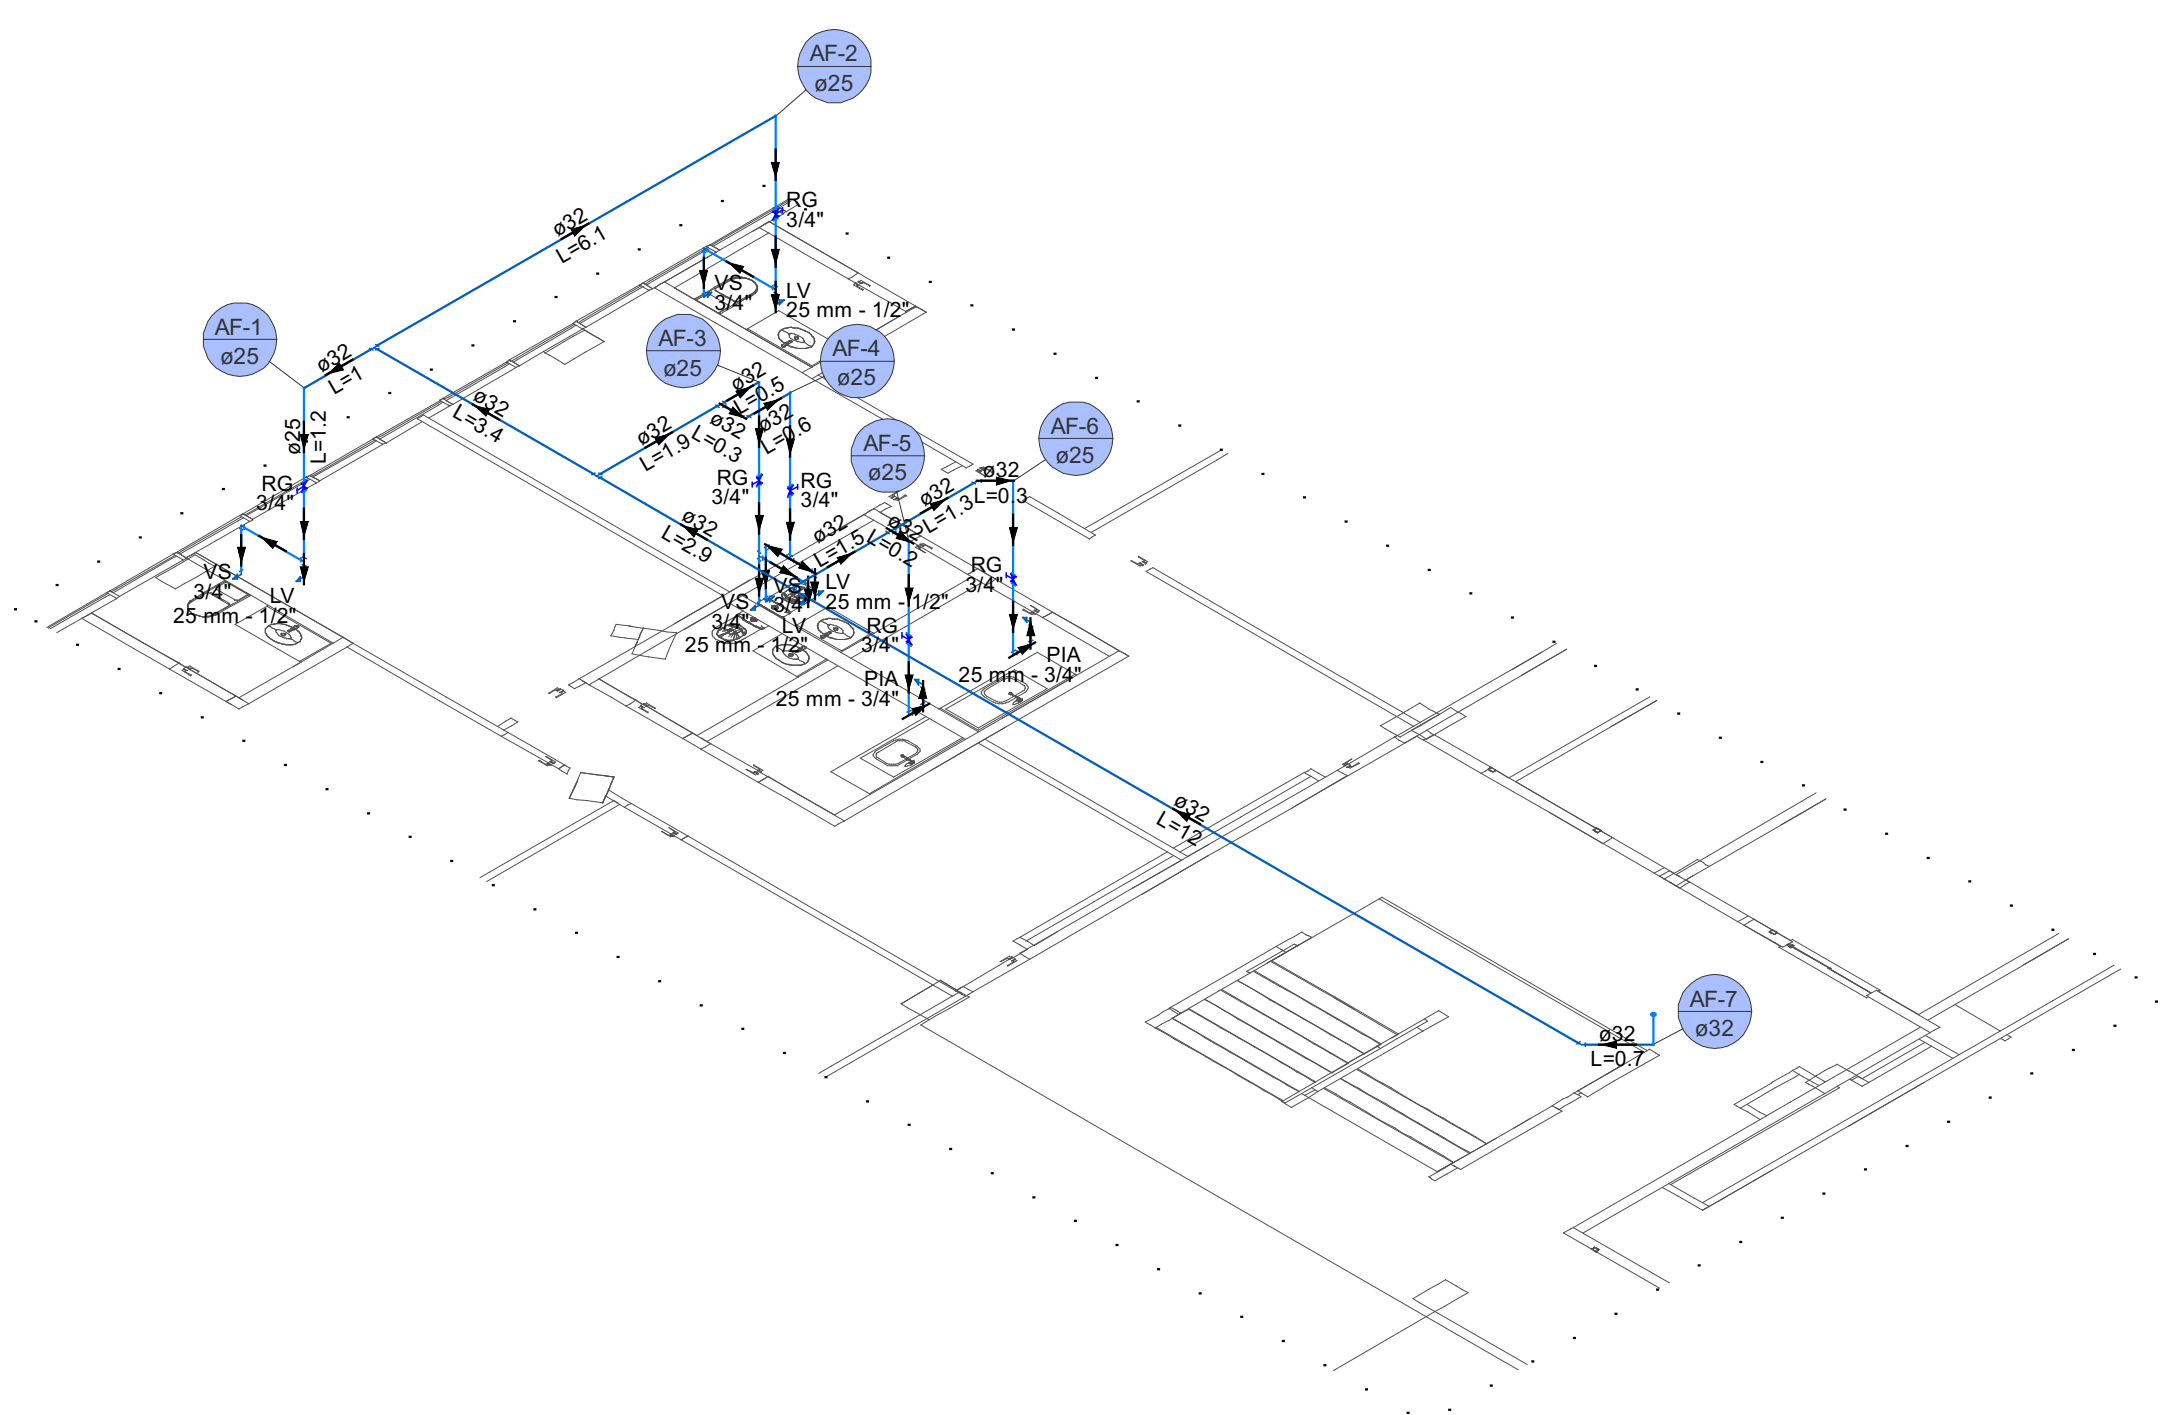 AF-2
ø25
RG
3/4"
ø32
L=6.1
VS
3/4"
LV
25 mm - 1/2"
AF-1
ø25
AF-3
ø25
AF-4
ø25
ø32
L=1
ø32
L=0.5
ø32
L=3.4
ø25
L=1.2
ø32
L=1.9
ø32
L=0.3
ø32
L=0.6
AF-5
ø25
AF-6
ø25
RG
3/4"
RG
3/4"
RG
3/4"
ø32
L=0.3
ø32
L=1.3
ø32
L=2.9
ø32
L=1.5
ø32
L=0.2
RG
3/4"
VS
3/4"
LV
25 mm - 1/2"
VS
3/4"
LV
25 mm - 1/2"
VS
3/4"
LV
25 mm - 1/2"
RG
3/4"
PIA
25 mm - 3/4"
PIA
25 mm - 3/4"
ø32
L=12
AF-7
ø32
ø32
L=0.7